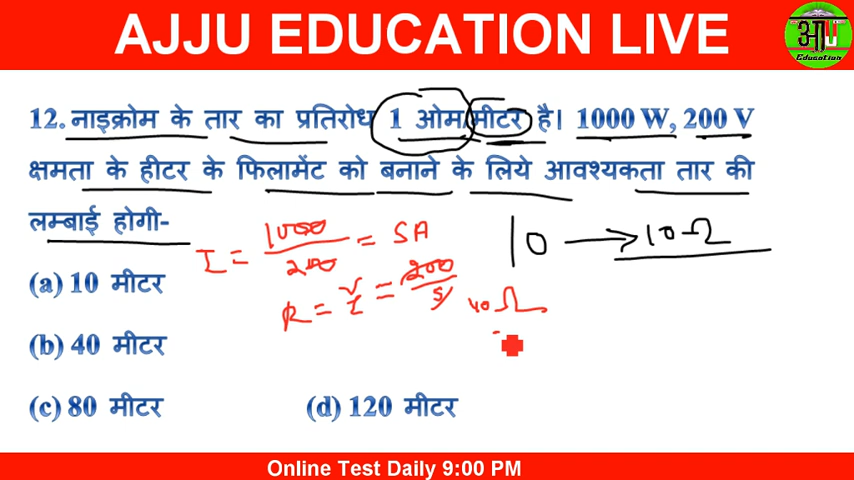 AJJU EDUCATION LIVE
आYU
Education
12. नाइक्रोम के तार का प्रतिरोध 1 ओम/मीटर है। 1000 W, 200 V
क्षमता के हीटर के फिलामेंट को बनाने के लिये आवश्यकता तार की
लम्बाई होगी-
I = 1000/200 = 5A
10 → 10Ω
R = V/I = 200/5 40Ω
(a) 10 मीटर
(b) 40 मीटर
(c) 80 मीटर (d) 120 मीटर
Online Test Daily 9:00 PM